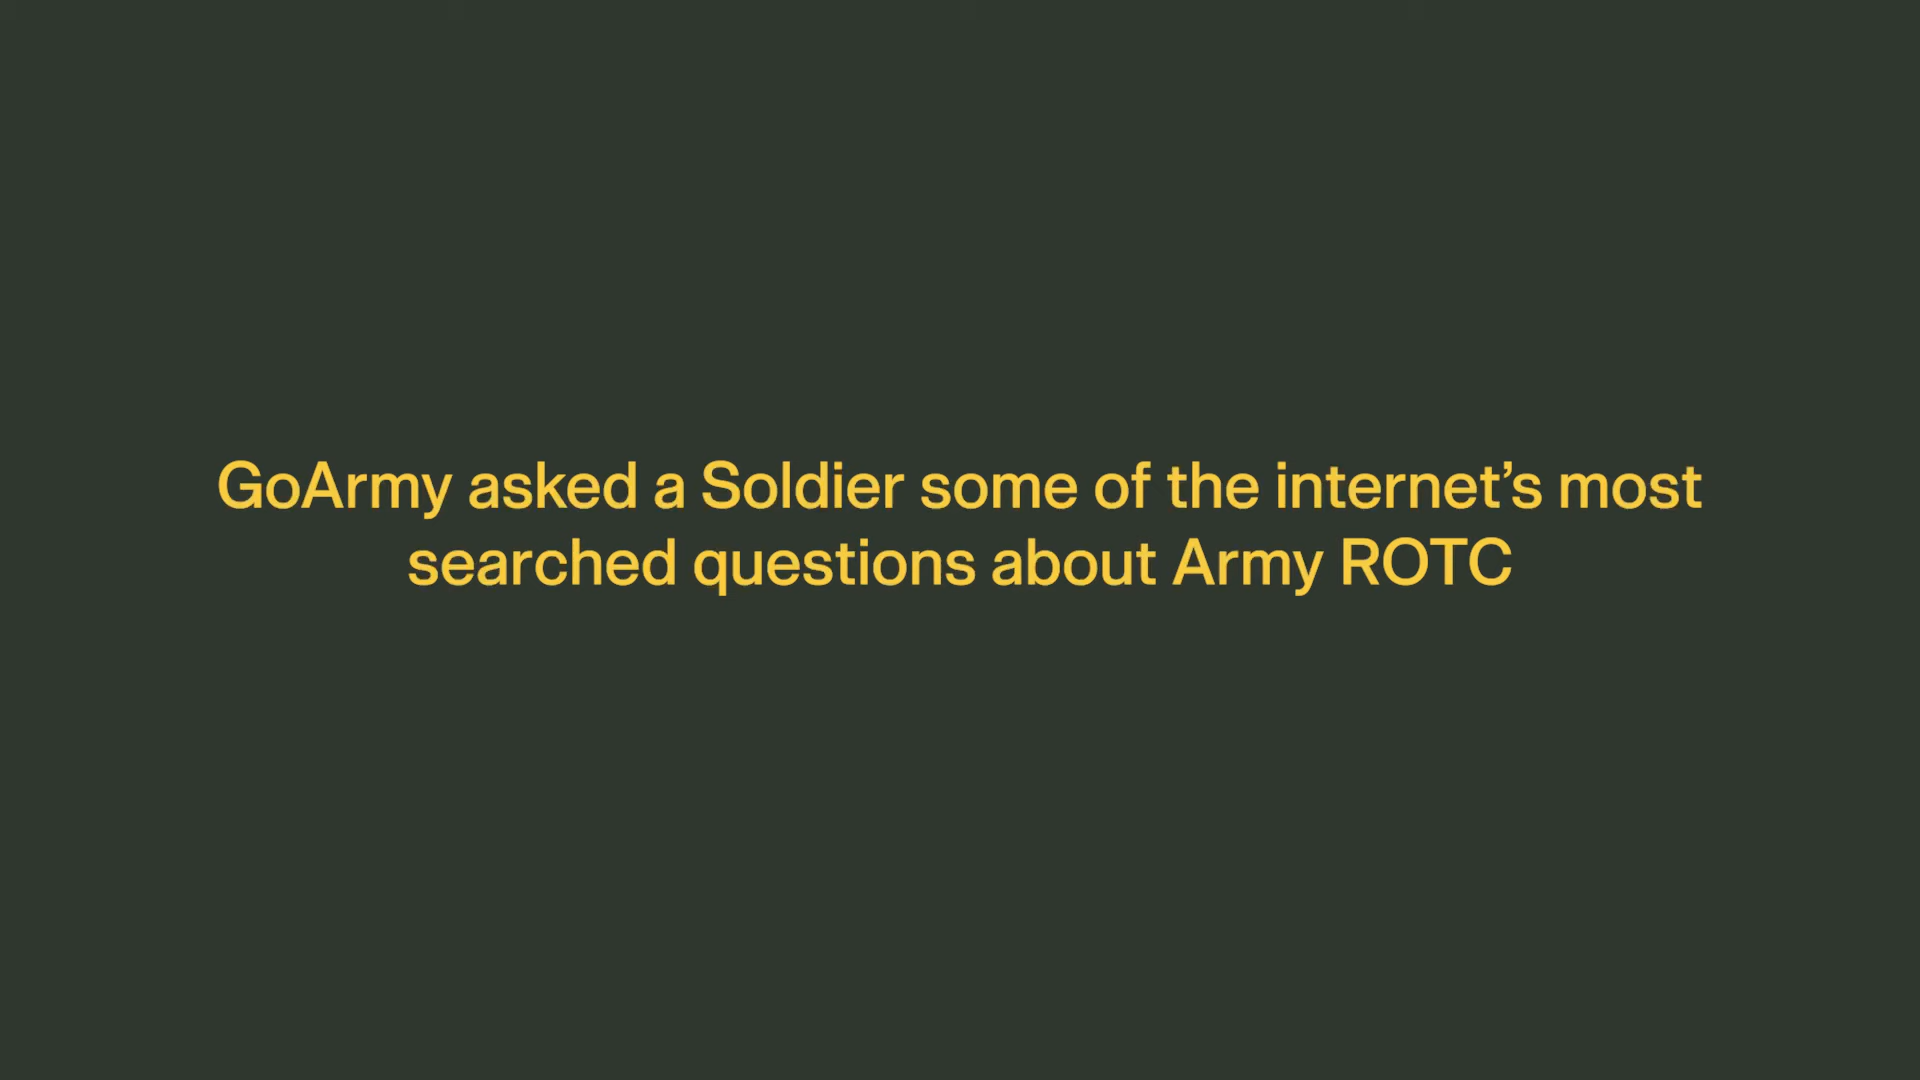 GoArmy asked a Soldier some of the internet’s most
searched questions about Army ROTC